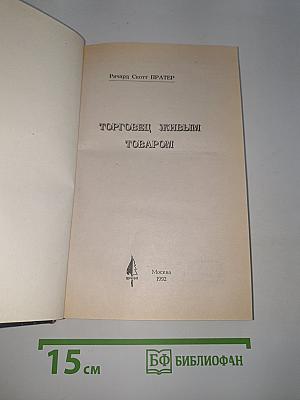 Ричард Скотт ПРАТЕР
ТОРГОВЕЦ ЖИВЫМ
ТОВАРОМ
Москва
1992
15 см
БФ БИБЛИОФАН